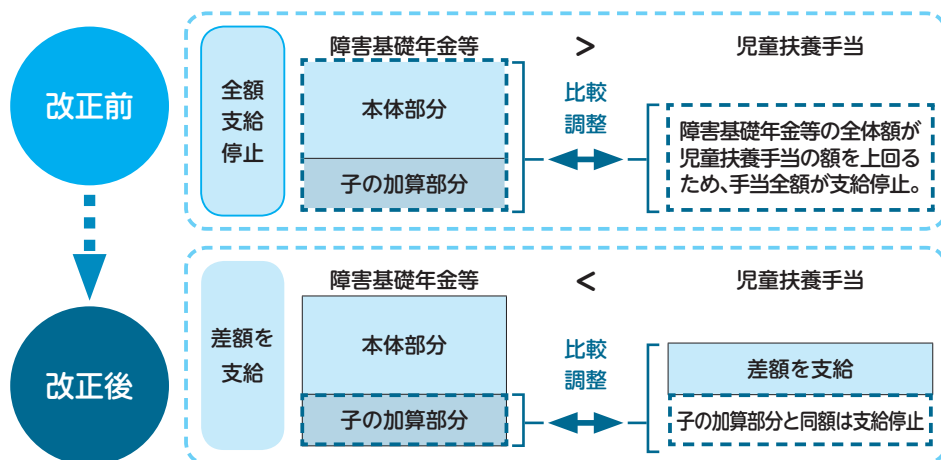 改正前
全額
支給
停止
障害基礎年金等
>
児童扶養手当
本体部分
子の加算部分
比較
調整
障害基礎年金等の全体額が
児童扶養手当の額を上回る
ため、手当全額が支給停止。
改正後
差額を
支給
障害基礎年金等
<
児童扶養手当
本体部分
子の加算部分
比較
調整
差額を支給
子の加算部分と同額は支給停止